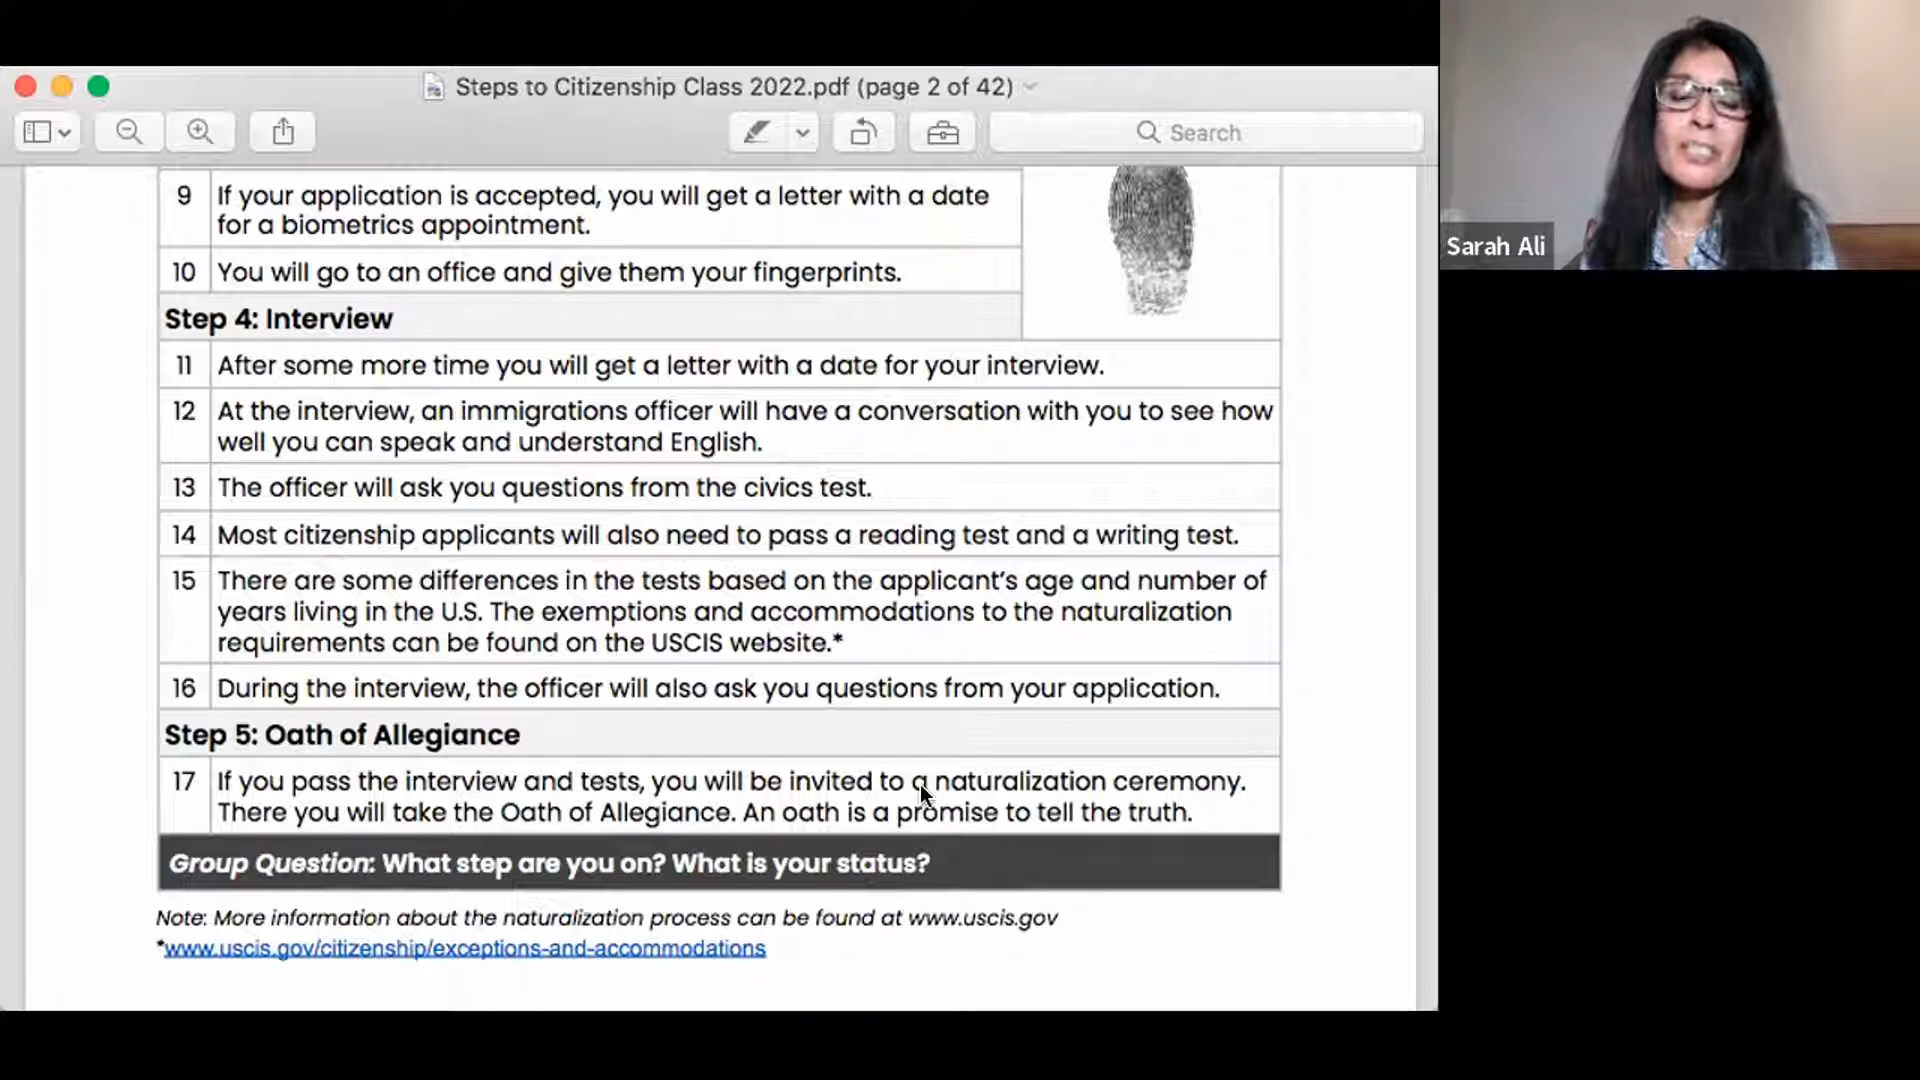 Steps to Citizenship Class 2022.pdf (page 2 of 42)
Search
9 If your application is accepted, you will get a letter with a date
for a biometrics appointment.
10 You will go to an office and give them your fingerprints.
Step 4: Interview
11 After some more time you will get a letter with a date for your interview.
12 At the interview, an immigrations officer will have a conversation with you to see how
well you can speak and understand English.
13 The officer will ask you questions from the civics test.
14 Most citizenship applicants will also need to pass a reading test and a writing test.
15 There are some differences in the tests based on the applicant's age and number of
years living in the U.S. The exemptions and accommodations to the naturalization
requirements can be found on the USCIS website.*
16 During the interview, the officer will also ask you questions from your application.
Step 5: Oath of Allegiance
17 If you pass the interview and tests, you will be invited to a naturalization ceremony.
There you will take the Oath of Allegiance. An oath is a promise to tell the truth.
Group Question: What step are you on? What is your status?
Note: More information about the naturalization process can be found at www.uscis.gov
*www.uscis.gov/citizenship/exceptions-and-accommodations
Sarah Ali